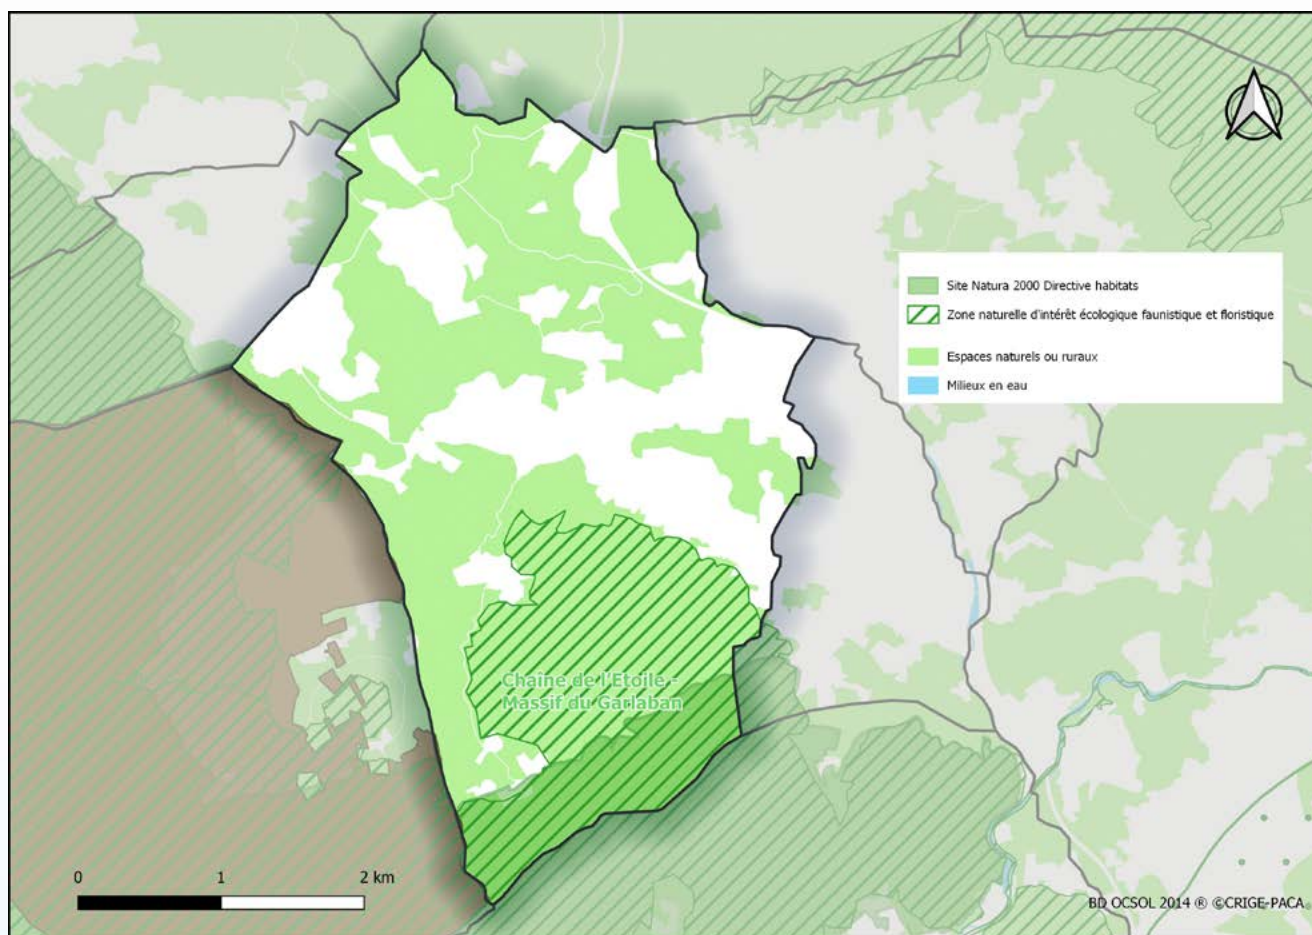 Site Natura 2000 Directive habitats
Zone naturelle d'intérêt écologique faunistique et floristique
Espaces naturels ou ruraux
Milieux en eau
Chaine de l'Etoile -
Massif du Garlaban
0 1 2 km
BD OCSOL 2014 ® ©CRIGE-PACA